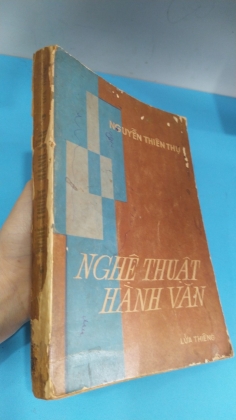 NGUYỄN THIÊN THỤ
NGHỆ THUẬT
HÀNH VĂN
LỬA THIÊNG